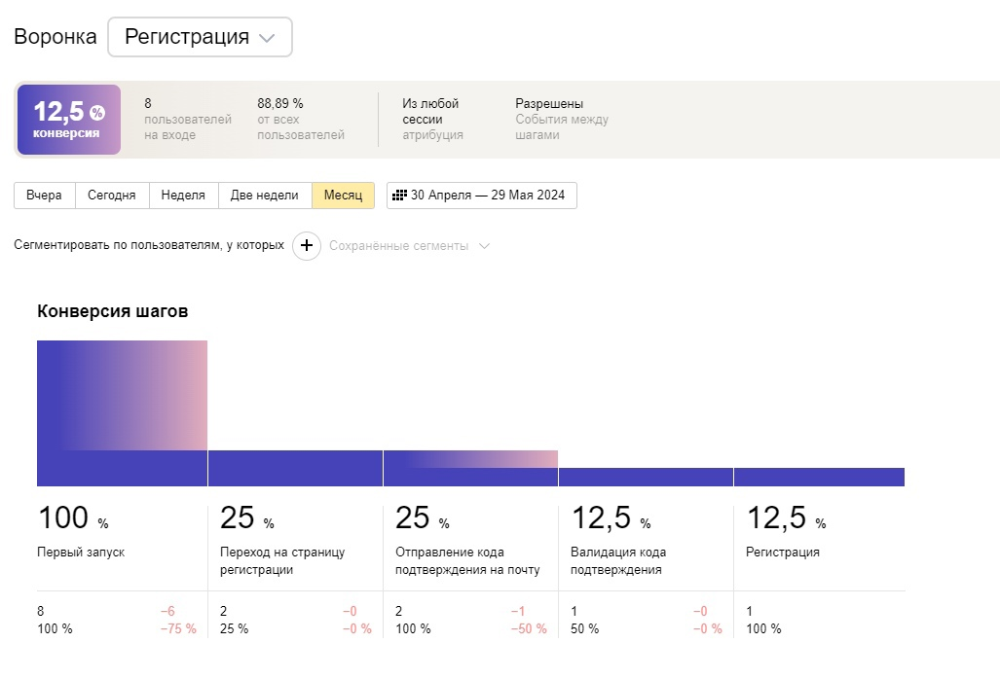 Воронка Регистрация
12,5 %
конверсия
8
пользователей
на входе
88,89 %
от всех
пользователей
Из любой
сессии
атрибуция
Разрешены
События между
шагами
Вчера Сегодня Неделя Две недели Месяц 30 Апреля — 29 Мая 2024
Сегментировать по пользователям, у которых + Сохранённые сегменты
Конверсия шагов
100 % 25 % 25 % 12,5 % 12,5 %
Первый запуск
Переход на страницу
регистрации
Отправление кода
подтверждения на почту
Валидация кода
подтверждения
Регистрация
8 −6 2 −0 2 −1 1 −0 1
100 % −75 % 25 % −0 % 100 % −50 % 50 % −0 % 100 %